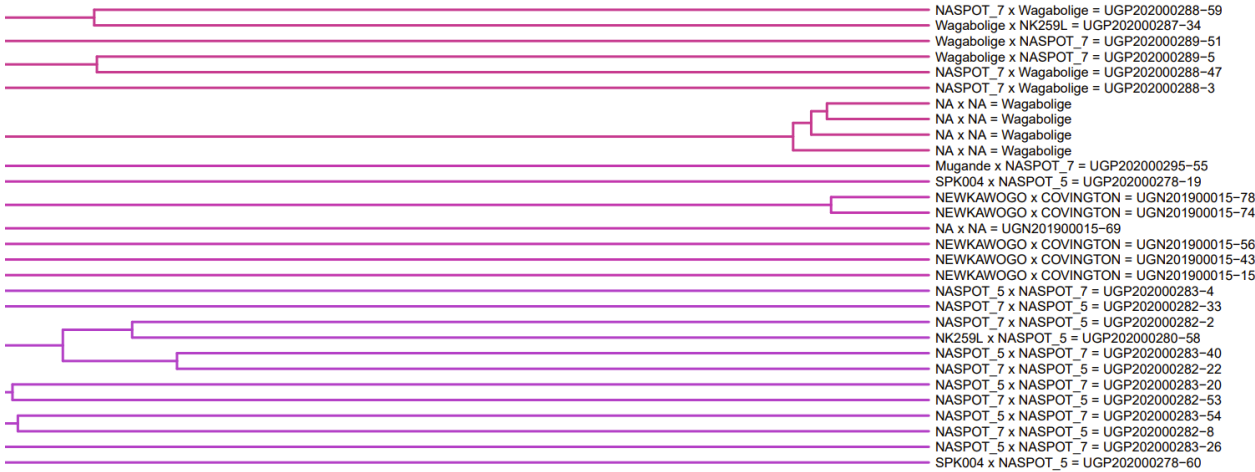 NASPOT_7 x Wagabolige = UGP202000288−59
Wagabolige x NK259L = UGP202000287−34
Wagabolige x NASPOT_7 = UGP202000289−51
Wagabolige x NASPOT_7 = UGP202000289−5
NASPOT_7 x Wagabolige = UGP202000288−47
NASPOT_7 x Wagabolige = UGP202000288−3
NA x NA = Wagabolige
NA x NA = Wagabolige
NA x NA = Wagabolige
NA x NA = Wagabolige
Mugande x NASPOT_7 = UGP202000295−55
SPK004 x NASPOT_5 = UGP202000278−19
NEWKAWOGO x COVINGTON = UGN201900015−78
NEWKAWOGO x COVINGTON = UGN201900015−74
NA x NA = UGN201900015−69
NEWKAWOGO x COVINGTON = UGN201900015−56
NEWKAWOGO x COVINGTON = UGN201900015−43
NEWKAWOGO x COVINGTON = UGN201900015−15
NASPOT_5 x NASPOT_7 = UGP202000283−4
NASPOT_7 x NASPOT_5 = UGP202000282−33
NASPOT_7 x NASPOT_5 = UGP202000282−2
NK259L x NASPOT_5 = UGP202000280−58
NASPOT_5 x NASPOT_7 = UGP202000283−40
NASPOT_7 x NASPOT_5 = UGP202000282−22
NASPOT_5 x NASPOT_7 = UGP202000283−20
NASPOT_7 x NASPOT_5 = UGP202000282−53
NASPOT_5 x NASPOT_7 = UGP202000283−54
NASPOT_7 x NASPOT_5 = UGP202000282−8
NASPOT_5 x NASPOT_7 = UGP202000283−26
SPK004 x NASPOT_5 = UGP202000278−60